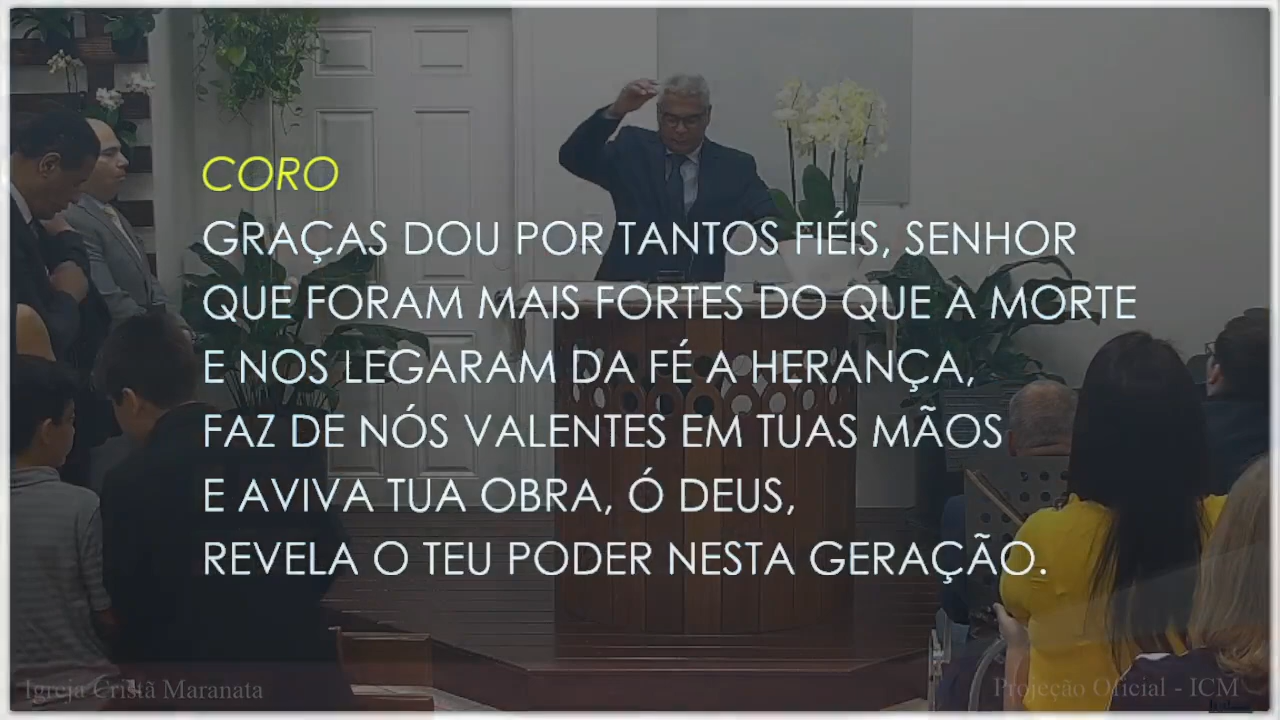 CORO
GRAÇAS DOU POR TANTOS FIÉIS, SENHOR
QUE FORAM MAIS FORTES DO QUE A MORTE
E NOS LEGARAM DA FÉ A HERANÇA,
FAZ DE NÓS VALENTES EM TUAS MÃOS
E AVIVA TUA OBRA, Ó DEUS,
REVELA O TEU PODER NESTA GERAÇÃO.
Igreja Cristã Maranata
Projeção Oficial - ICM